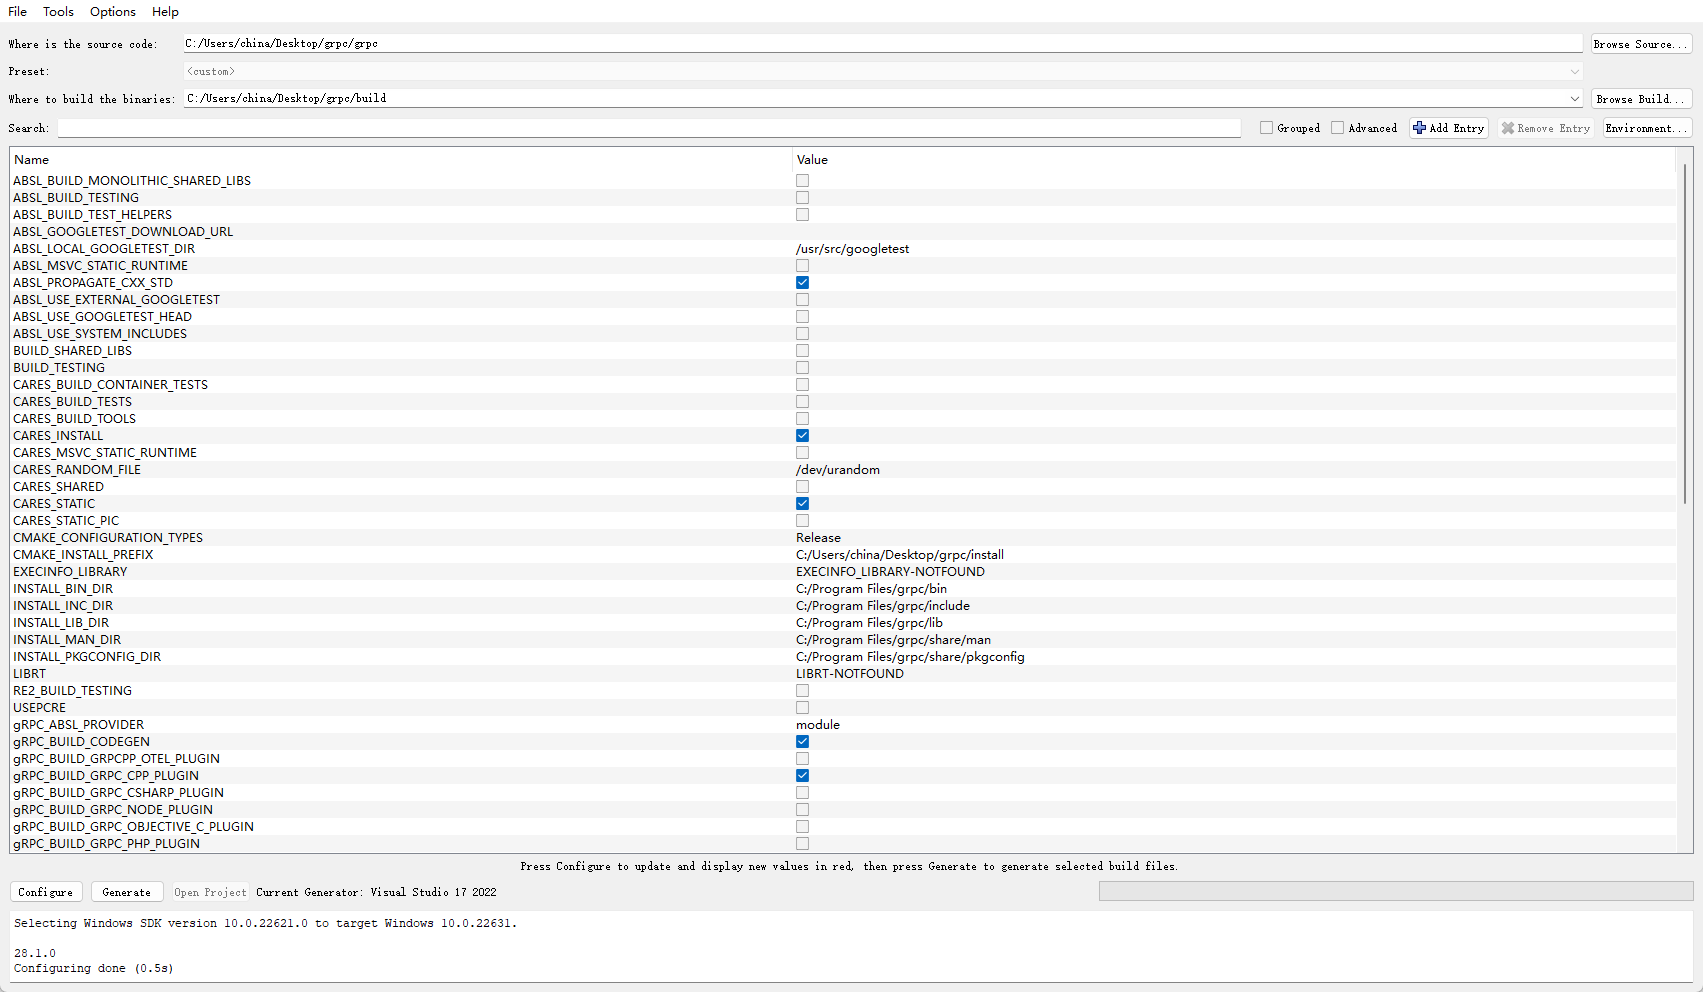 File Tools Options Help
Where is the source code: C:/Users/china/Desktop/grpc/grpc Browse Source...
Preset: <custom>
Where to build the binaries: C:/Users/china/Desktop/grpc/build Browse Build...
Search: Grouped Advanced Add Entry Remove Entry Environment...
Name Value
ABSL_BUILD_MONOLITHIC_SHARED_LIBS
ABSL_BUILD_TESTING
ABSL_BUILD_TEST_HELPERS
ABSL_GOOGLETEST_DOWNLOAD_URL
ABSL_LOCAL_GOOGLETEST_DIR /usr/src/googletest
ABSL_MSVC_STATIC_RUNTIME
ABSL_PROPAGATE_CXX_STD
ABSL_USE_EXTERNAL_GOOGLETEST
ABSL_USE_GOOGLETEST_HEAD
ABSL_USE_SYSTEM_INCLUDES
BUILD_SHARED_LIBS
BUILD_TESTING
CARES_BUILD_CONTAINER_TESTS
CARES_BUILD_TESTS
CARES_BUILD_TOOLS
CARES_INSTALL
CARES_MSVC_STATIC_RUNTIME
CARES_RANDOM_FILE /dev/urandom
CARES_SHARED
CARES_STATIC
CARES_STATIC_PIC
CMAKE_CONFIGURATION_TYPES Release
CMAKE_INSTALL_PREFIX C:/Users/china/Desktop/grpc/install
EXECINFO_LIBRARY EXECINFO_LIBRARY-NOTFOUND
INSTALL_BIN_DIR C:/Program Files/grpc/bin
INSTALL_INC_DIR C:/Program Files/grpc/include
INSTALL_LIB_DIR C:/Program Files/grpc/lib
INSTALL_MAN_DIR C:/Program Files/grpc/share/man
INSTALL_PKGCONFIG_DIR C:/Program Files/grpc/share/pkgconfig
LIBRT LIBRT-NOTFOUND
RE2_BUILD_TESTING
USEPCRE
gRPC_ABSL_PROVIDER module
gRPC_BUILD_CODEGEN
gRPC_BUILD_GRPCPP_OTEL_PLUGIN
gRPC_BUILD_GRPC_CPP_PLUGIN
gRPC_BUILD_GRPC_CSHARP_PLUGIN
gRPC_BUILD_GRPC_NODE_PLUGIN
gRPC_BUILD_GRPC_OBJECTIVE_C_PLUGIN
gRPC_BUILD_GRPC_PHP_PLUGIN
Press Configure to update and display new values in red, then press Generate to generate selected build files.
Configure Generate Open Project Current Generator: Visual Studio 17 2022
Selecting Windows SDK version 10.0.22621.0 to target Windows 10.0.22631.
28.1.0
Configuring done (0.5s)